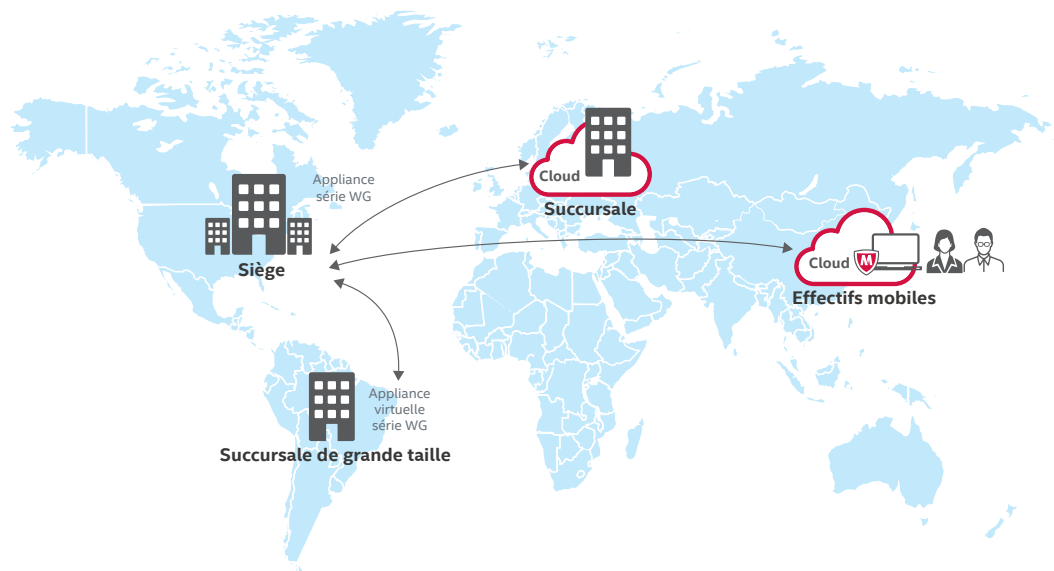 Appliance
série WG
Siège
Cloud
Succursale
Cloud
M
Effectifs mobiles
Appliance
virtuelle
série WG
Succursale de grande taille